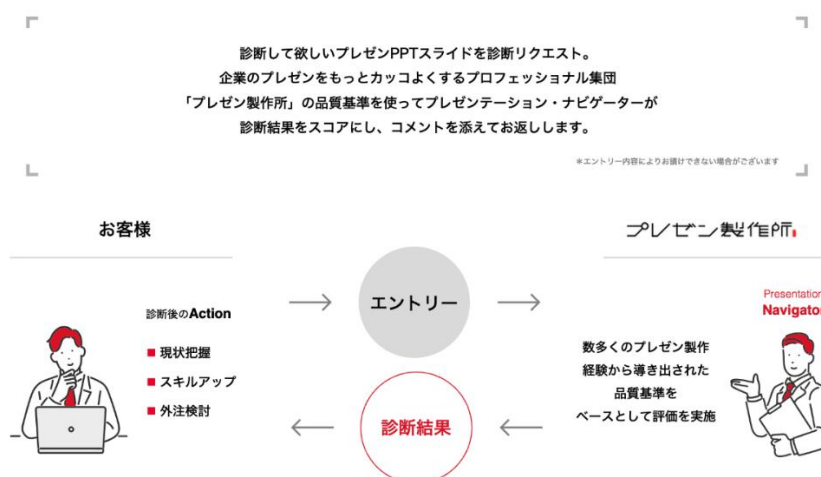 診断して欲しいプレゼンPPTスライドを診断リクエスト。
企業のプレゼンをもっとカッコよくするプロフェッショナル集団
「プレゼン製作所」の品質基準を使ってプレゼンテーション・ナビゲーターが
診断結果をスコアにし、コメントを添えてお返しします。
＊エントリー内容によりお請けできない場合がございます
お客様
プレゼン製作所
診断後のAction
現状把握
スキルアップ
外注検討
エントリー
診断結果
Presentation
Navigator
数多くのプレゼン製作
経験から導き出された
品質基準を
ベースとして評価を実施